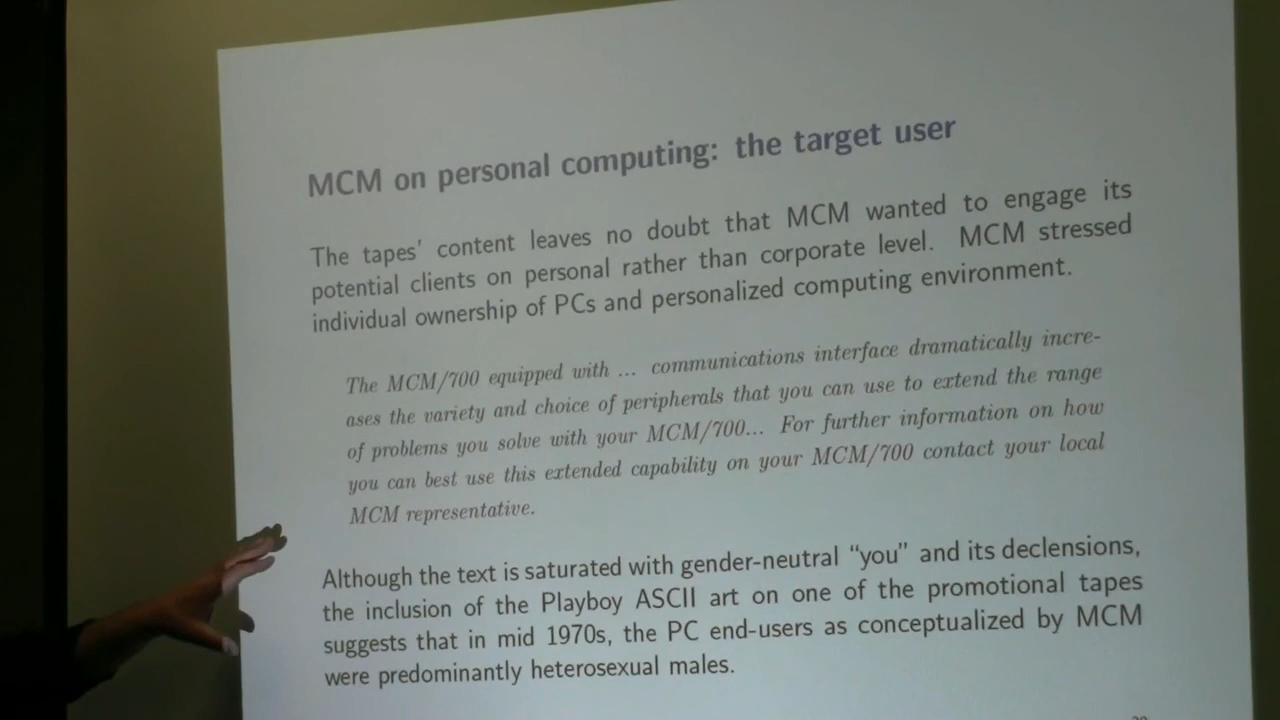 MCM on personal computing: the target user
The tapes' content leaves no doubt that MCM wanted to engage its
potential clients on personal rather than corporate level. MCM stressed
individual ownership of PCs and personalized computing environment.
The MCM/700 equipped with ... communications interface dramatically incre-
ases the variety and choice of peripherals that you can use to extend the range
of problems you solve with your MCM/700... For further information on how
you can best use this extended capability on your MCM/700 contact your local
MCM representative.
Although the text is saturated with gender-neutral “you” and its declensions,
the inclusion of the Playboy ASCII art on one of the promotional tapes
suggests that in mid 1970s, the PC end-users as conceptualized by MCM
were predominantly heterosexual males.